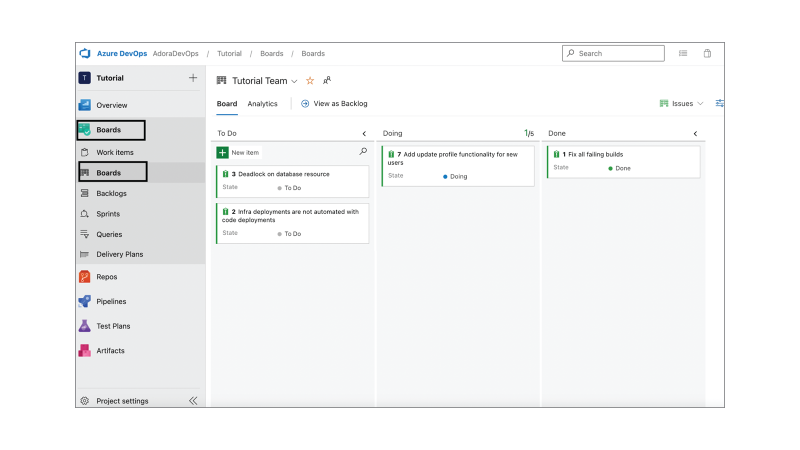 Azure DevOps AdoraDevOps / Tutorial / Boards / Boards
Search
T Tutorial
Tutorial Team
Overview
Board Analytics View as Backlog
Issues
Boards
To Do
Doing 1/5
Done
Work items
New item
7 Add update profile functionality for new
users
State Doing
1 Fix all failing builds
State Done
Boards
3 Deadlock on database resource
State To Do
Backlogs
Sprints
2 Infra deployments are not automated with
code deployments
State To Do
Queries
Delivery Plans
Repos
Pipelines
Test Plans
Artifacts
Project settings